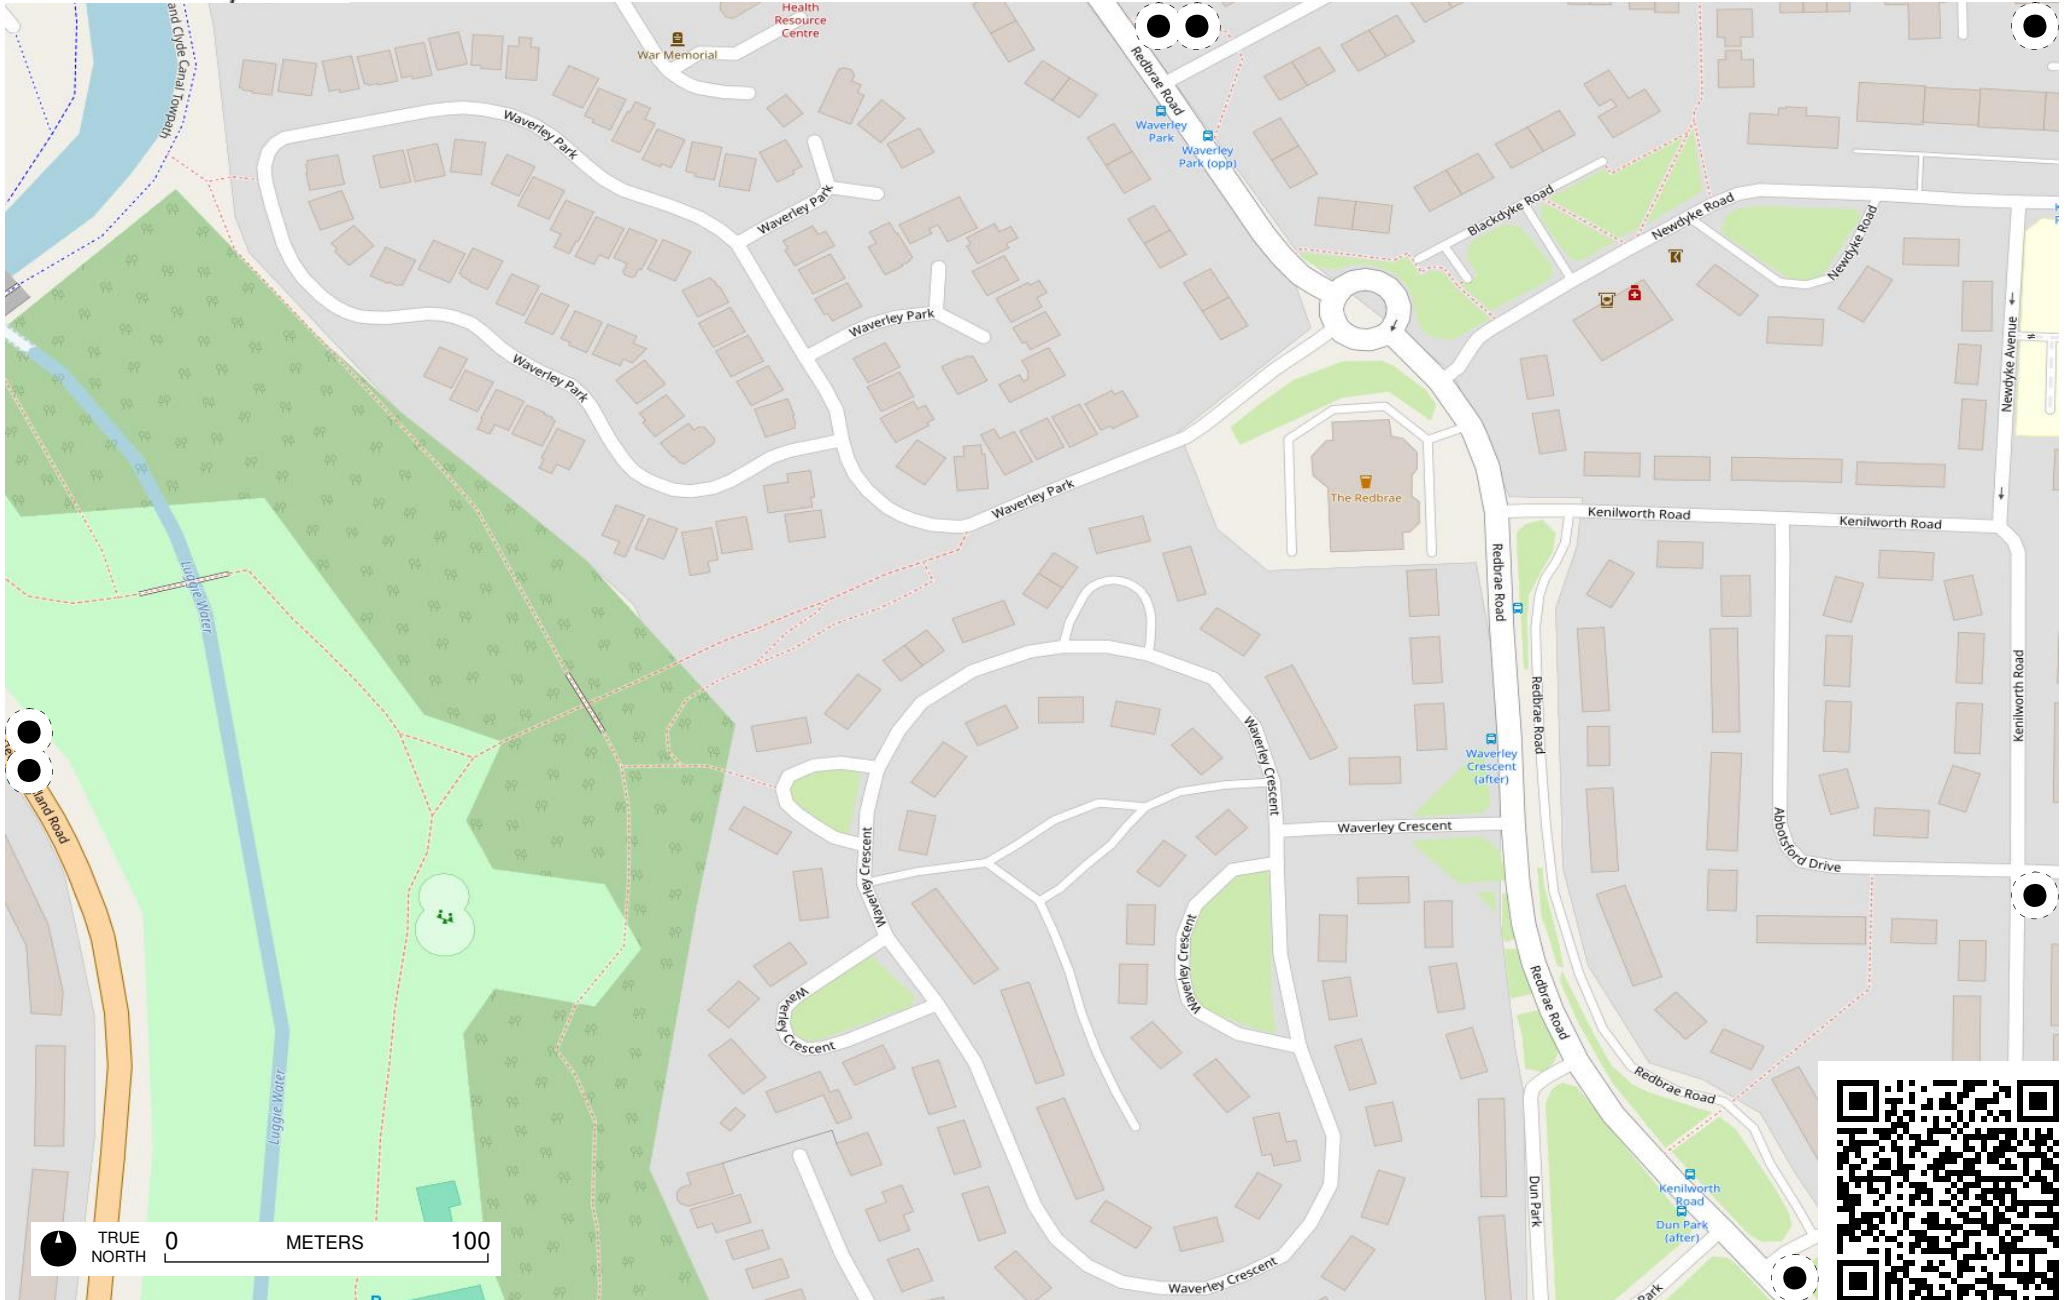 and Clyde Canal Towpath
Health
Resource
Centre
War Memorial
Redbrae Road
Waverley
Park
Waverley
Park (opp)
Waverley Park
Waverley Park
Waverley Park
Waverley Park
Waverley Park
Blackdyke Road
Newdyke Road
Newdyke Road
Newdyke Avenue
The Redbrae
Kenilworth Road
Kenilworth Road
Redbrae Road
Redbrae Road
Kenilworth Road
Luggie Water
Waverley Crescent
Waverley
Crescent
(after)
Waverley Crescent
Abbotsford Drive
land Road
Waverley Crescent
Waverley Crescent
Waverley Crescent
Waverley Crescent
Redbrae Road
Redbrae Road
Luggie Water
Dun Park
Kenilworth
Road
Dun Park
(after)
Waverley Crescent
Park
TRUE
NORTH
0 METERS 100